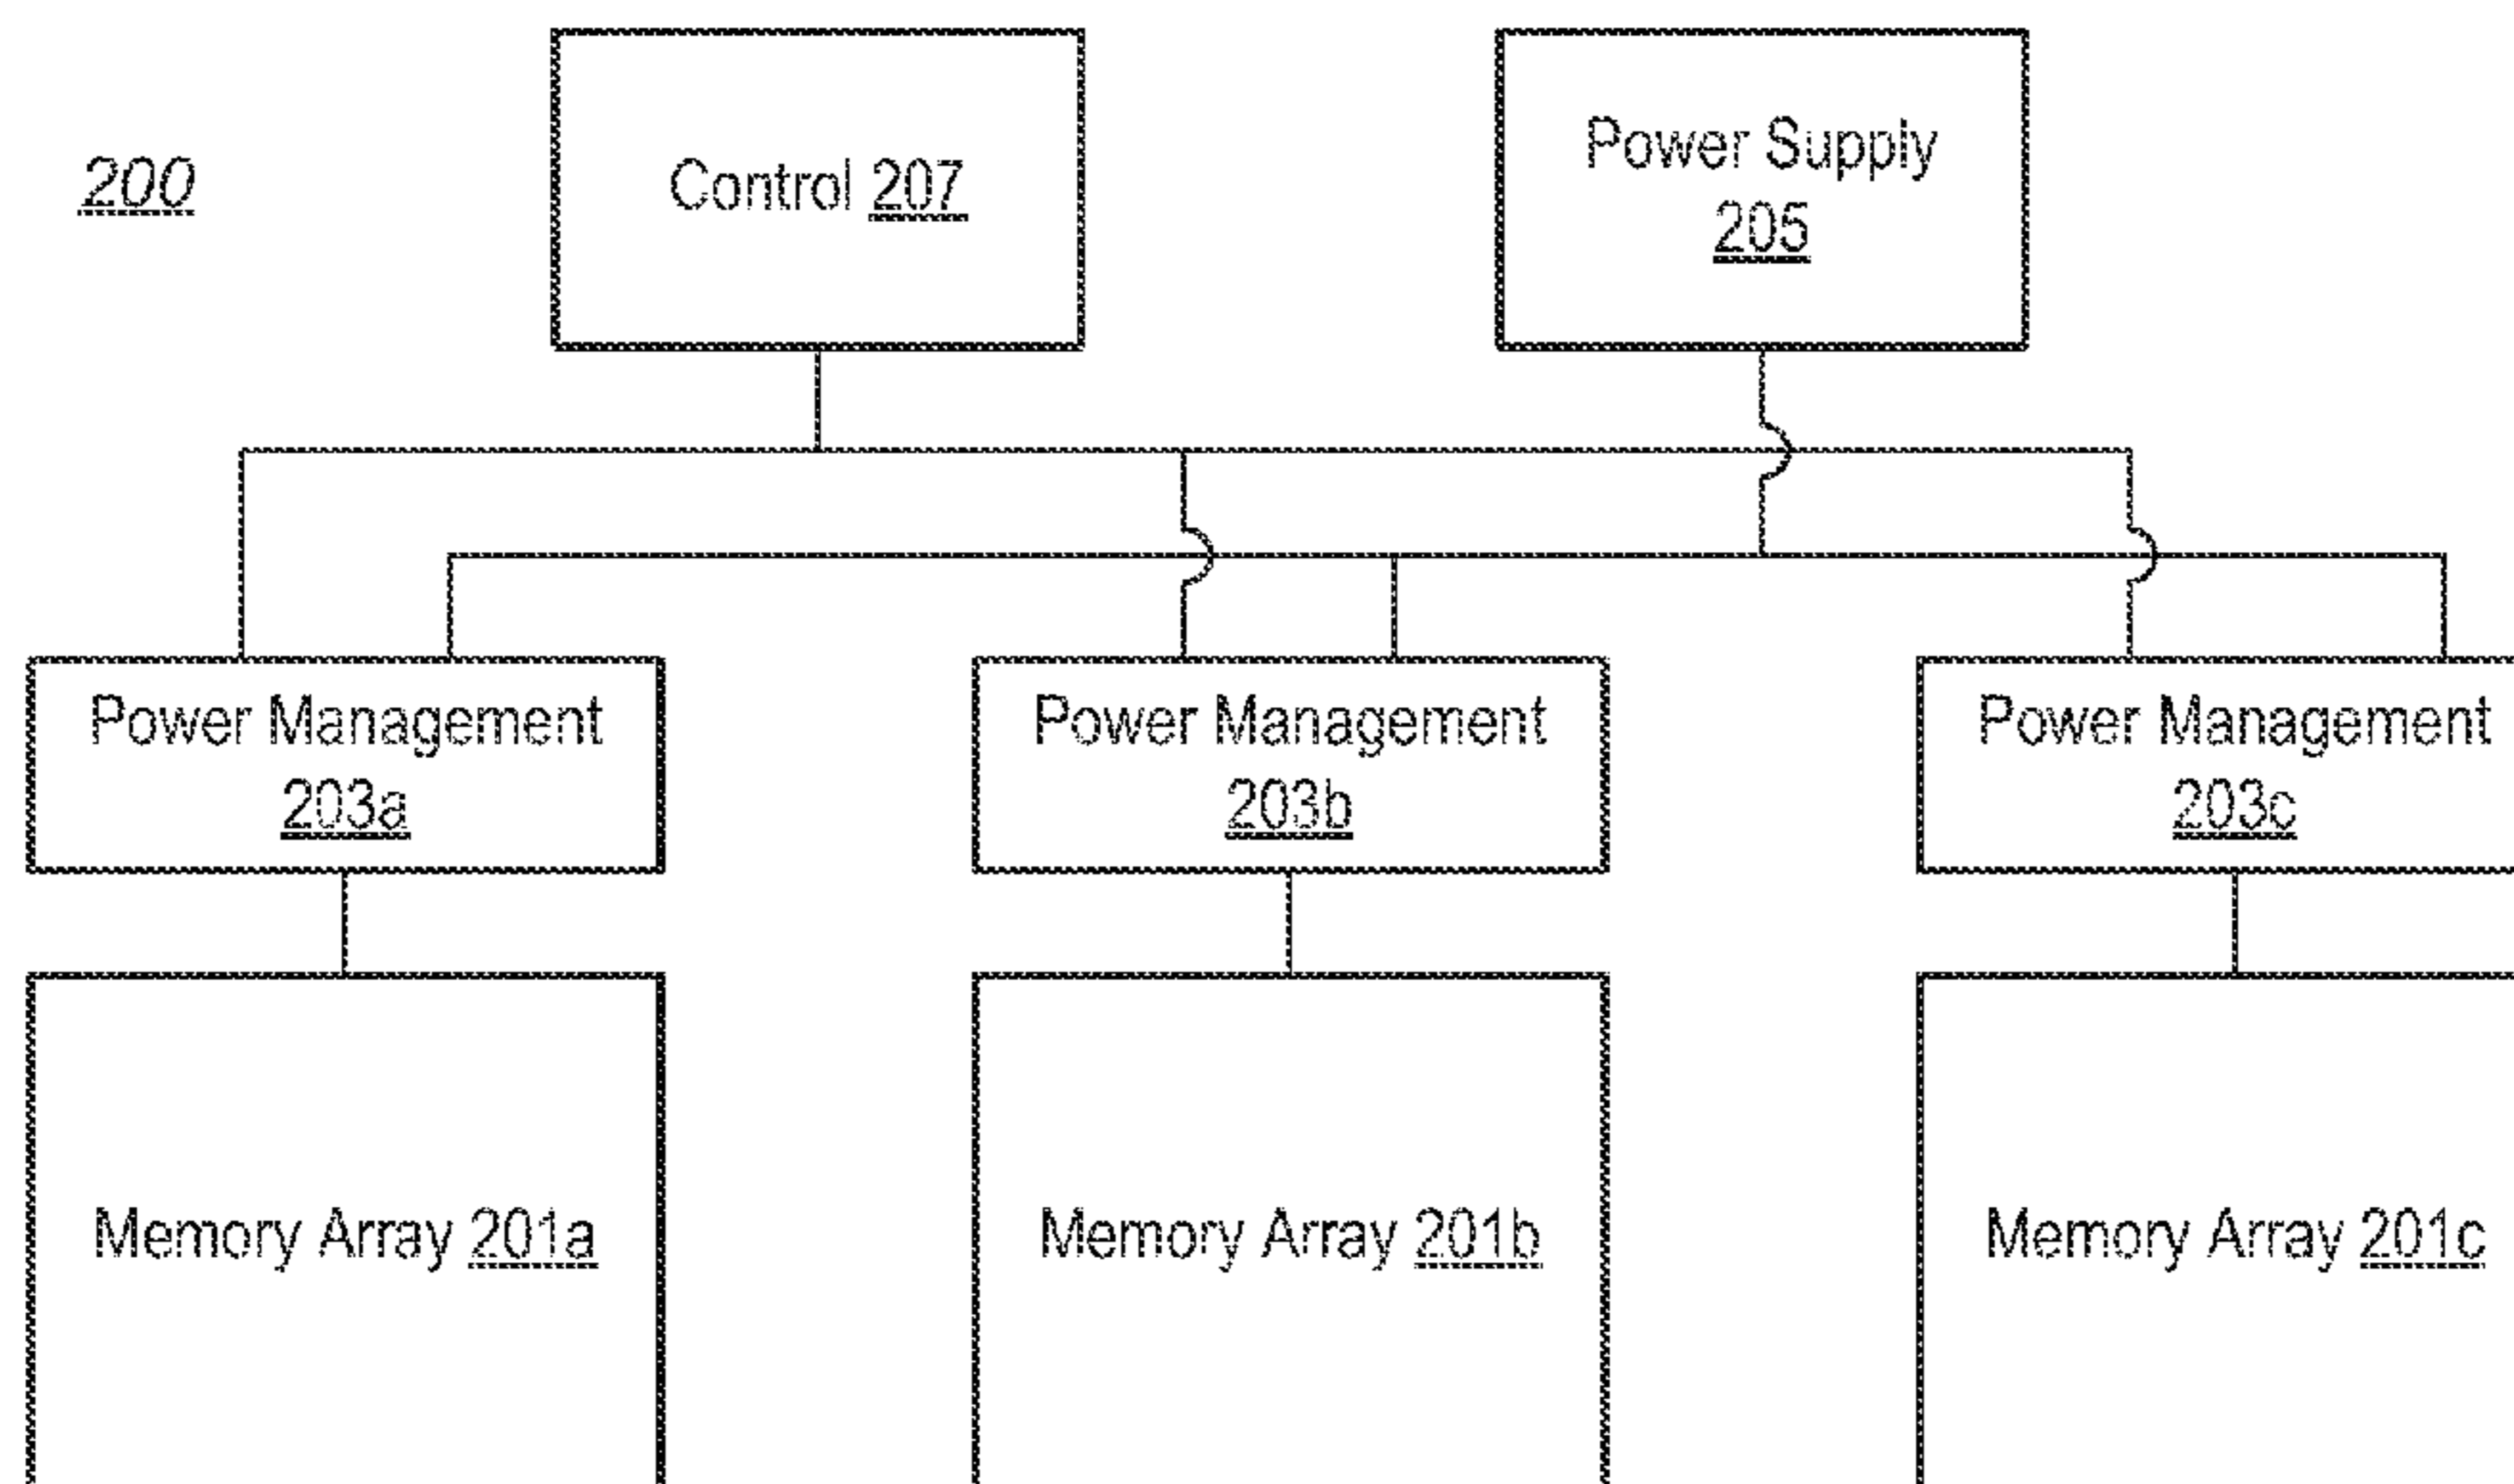 200
Control 207
Power Supply
205
Power Management
203a
Power Management
203b
Power Management
203c
Memory Array 201a
Memory Array 201b
Memory Array 201c